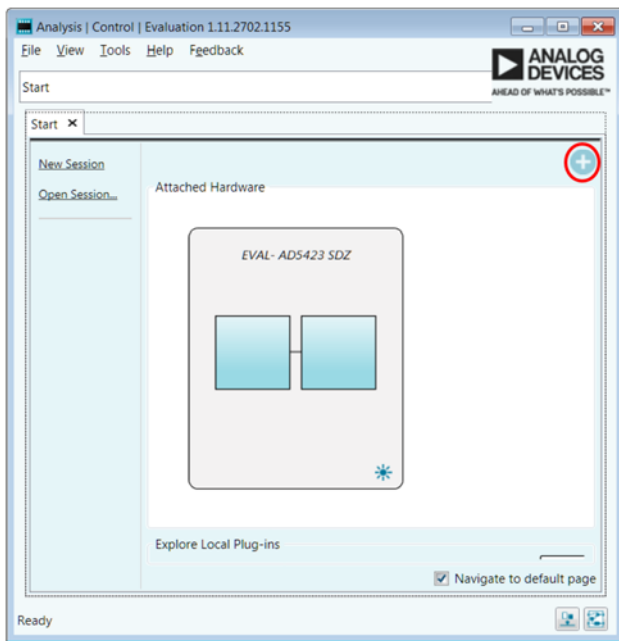 Analysis | Control | Evaluation 1.11.2702.1155
File View Tools Help Feedback
ANALOG
DEVICES
AHEAD OF WHAT'S POSSIBLE™
Start
Start
New Session
Open Session...
Attached Hardware
EVAL- AD5423 SDZ
Explore Local Plug-ins
Navigate to default page
Ready